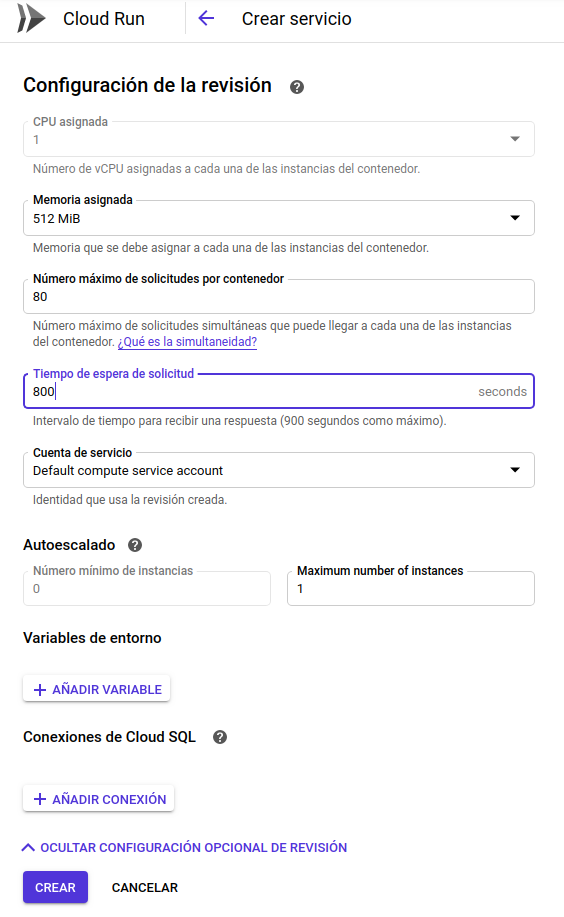 Cloud Run
Crear servicio
Configuración de la revisión
CPU asignada
1
Número de vCPU asignadas a cada una de las instancias del contenedor.
Memoria asignada
512 MiB
Memoria que se debe asignar a cada una de las instancias del contenedor.
Número máximo de solicitudes por contenedor
80
Número máximo de solicitudes simultáneas que puede llegar a cada una de las instancias
del contenedor. ¿Qué es la simultaneidad?
Tiempo de espera de solicitud
800 seconds
Intervalo de tiempo para recibir una respuesta (900 segundos como máximo).
Cuenta de servicio
Default compute service account
Identidad que usa la revisión creada.
Autoescalado
Número mínimo de instancias
0
Maximum number of instances
1
Variables de entorno
+ AÑADIR VARIABLE
Conexiones de Cloud SQL
+ AÑADIR CONEXIÓN
OCULTAR CONFIGURACIÓN OPCIONAL DE REVISIÓN
CREAR CANCELAR